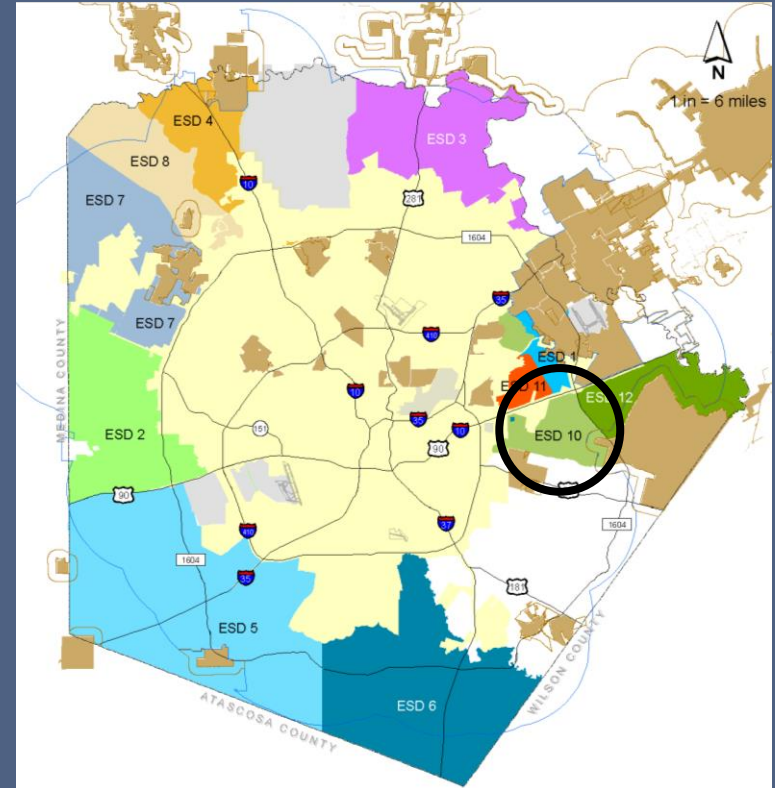 N
1 in = 6 miles
ESD 4
ESD 3
ESD 8
10
ESD 7
281
1604
35
ESD 7
410
ESD 1
MEDINA COUNTY
ESD 11
10
ESD 12
35
151
10
ESD 2
90
ESD 10
90
37
410
1604
1604
35
181
ESD 5
WILSON COUNTY
ATASCOSA COUNTY
ESD 6